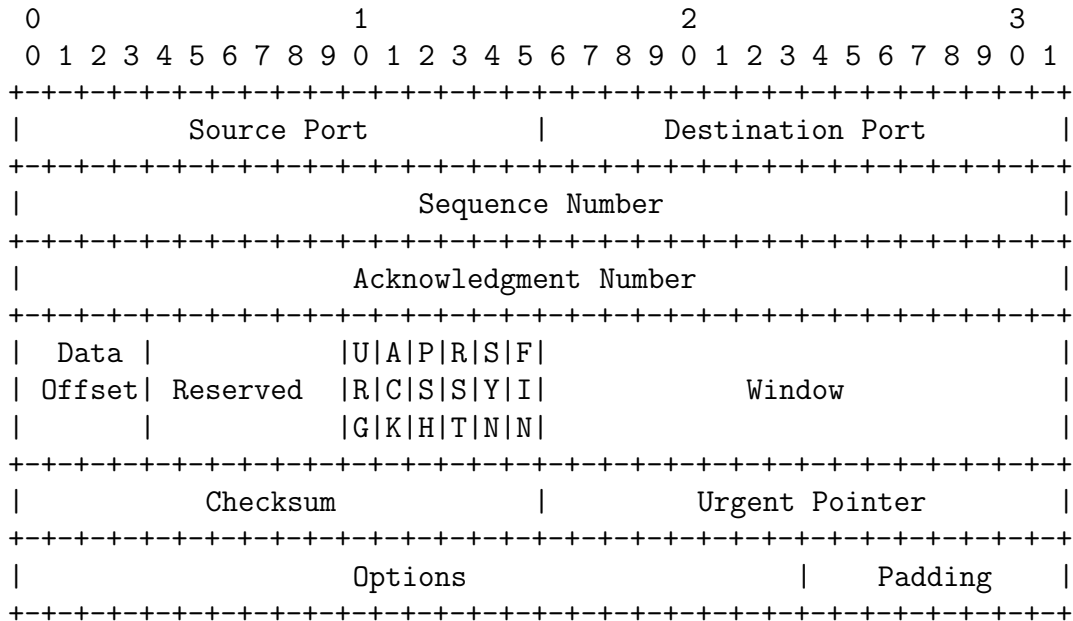 0                   1                   2                   3
 0 1 2 3 4 5 6 7 8 9 0 1 2 3 4 5 6 7 8 9 0 1 2 3 4 5 6 7 8 9 0 1
+-+-+-+-+-+-+-+-+-+-+-+-+-+-+-+-+-+-+-+-+-+-+-+-+-+-+-+-+-+-+-+-+
|          Source Port          |       Destination Port        |
+-+-+-+-+-+-+-+-+-+-+-+-+-+-+-+-+-+-+-+-+-+-+-+-+-+-+-+-+-+-+-+-+
|                        Sequence Number                        |
+-+-+-+-+-+-+-+-+-+-+-+-+-+-+-+-+-+-+-+-+-+-+-+-+-+-+-+-+-+-+-+-+
|                    Acknowledgment Number                      |
+-+-+-+-+-+-+-+-+-+-+-+-+-+-+-+-+-+-+-+-+-+-+-+-+-+-+-+-+-+-+-+-+
|  Data |           |U|A|P|R|S|F|                               |
| Offset| Reserved  |R|C|S|S|Y|I|            Window             |
|       |           |G|K|H|T|N|N|                               |
+-+-+-+-+-+-+-+-+-+-+-+-+-+-+-+-+-+-+-+-+-+-+-+-+-+-+-+-+-+-+-+-+
|           Checksum            |         Urgent Pointer        |
+-+-+-+-+-+-+-+-+-+-+-+-+-+-+-+-+-+-+-+-+-+-+-+-+-+-+-+-+-+-+-+-+
|                    Options                    |    Padding    |
+-+-+-+-+-+-+-+-+-+-+-+-+-+-+-+-+-+-+-+-+-+-+-+-+-+-+-+-+-+-+-+-+